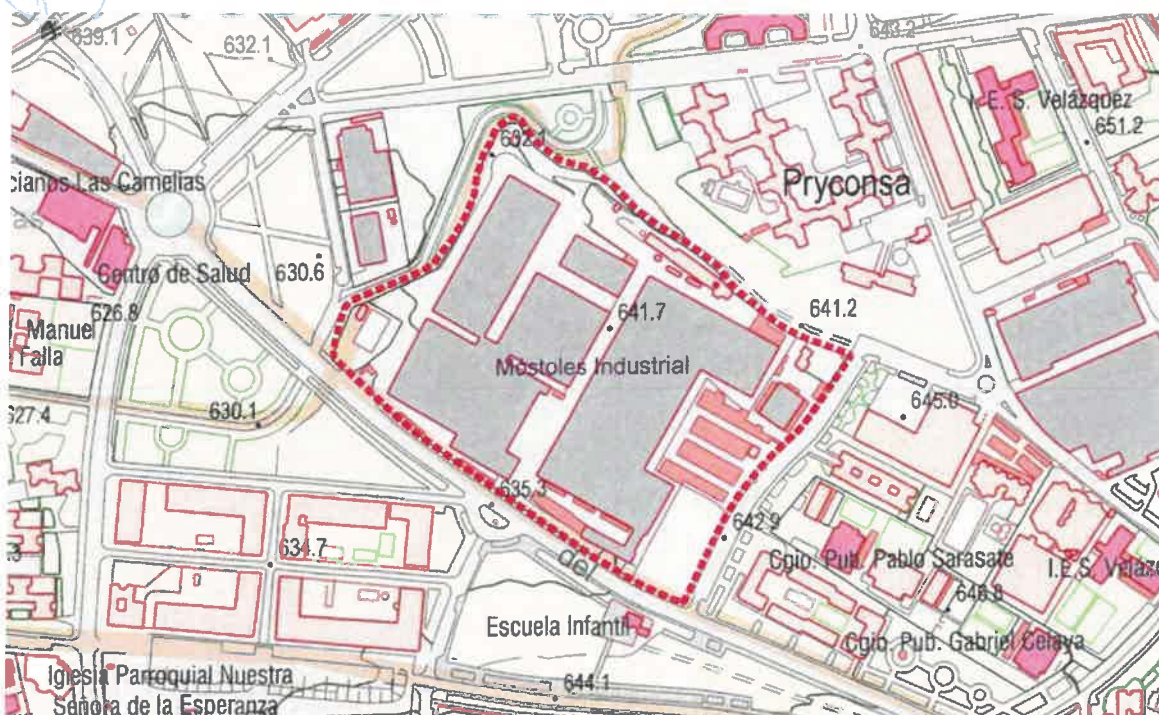 639.1
632.1
643.2
I. E. S. Velázquez
651.2
632.1
Pryconsa
cianos Las Camelias
Centro de Salud
630.6
626.8
Manuel
Falla
641.7
641.2
Móstoles Industrial
627.4
630.1
645.0
635.3
634.7
642.9
del
Cgio. Pub. Pablo Sarasate
I.E.S. Veláz
646.8
Escuela Infantil
Cgio. Pub. Gabriel Celaya
Iglesia Parroquial Nuestra
Señora de la Esperanza
644.1